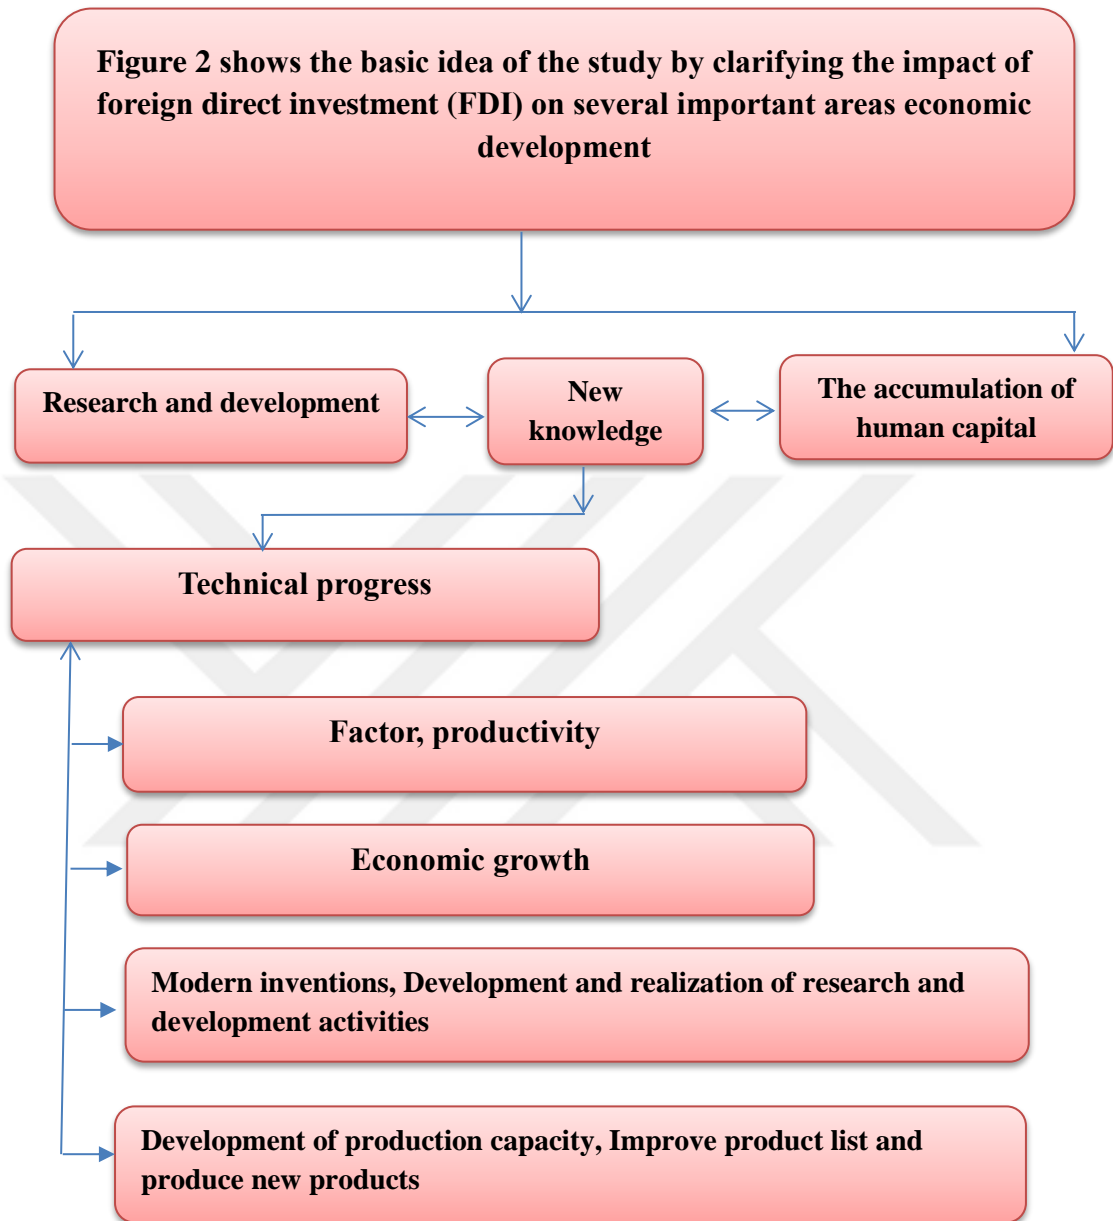 Figure 2 shows the basic idea of the study by clarifying the impact of
foreign direct investment (FDI) on several important areas economic
development
Research and development
New
knowledge
The accumulation of
human capital
Technical progress
Factor, productivity
Economic growth
Modern inventions, Development and realization of research and
development activities
Development of production capacity, Improve product list and
produce new products